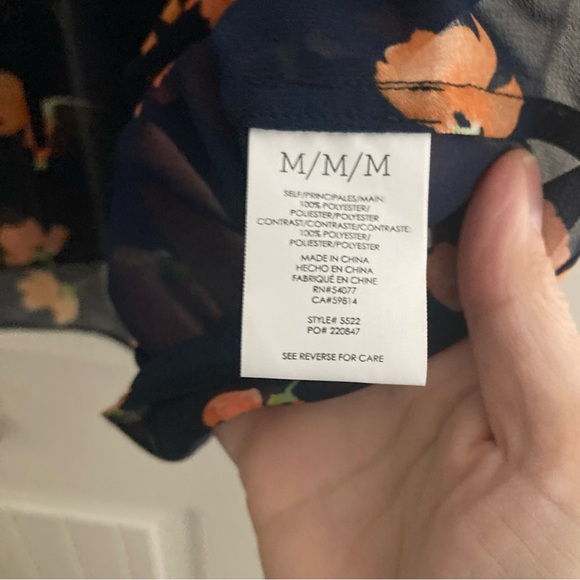 M/M/M
SELF/PRINCIPALES/MAIN:
100% POLYESTER/
POLIESTER/POLYESTER
CONTRAST/CONTRASTE/CONTRASTE:
100% POLYESTER/
POLIESTER/POLYESTER
MADE IN CHINA
HECHO EN CHINA
FABRIQUÉ EN CHINE
RN#54077
CA#59814
STYLE# 5522
PO# 220847
SEE REVERSE FOR CARE